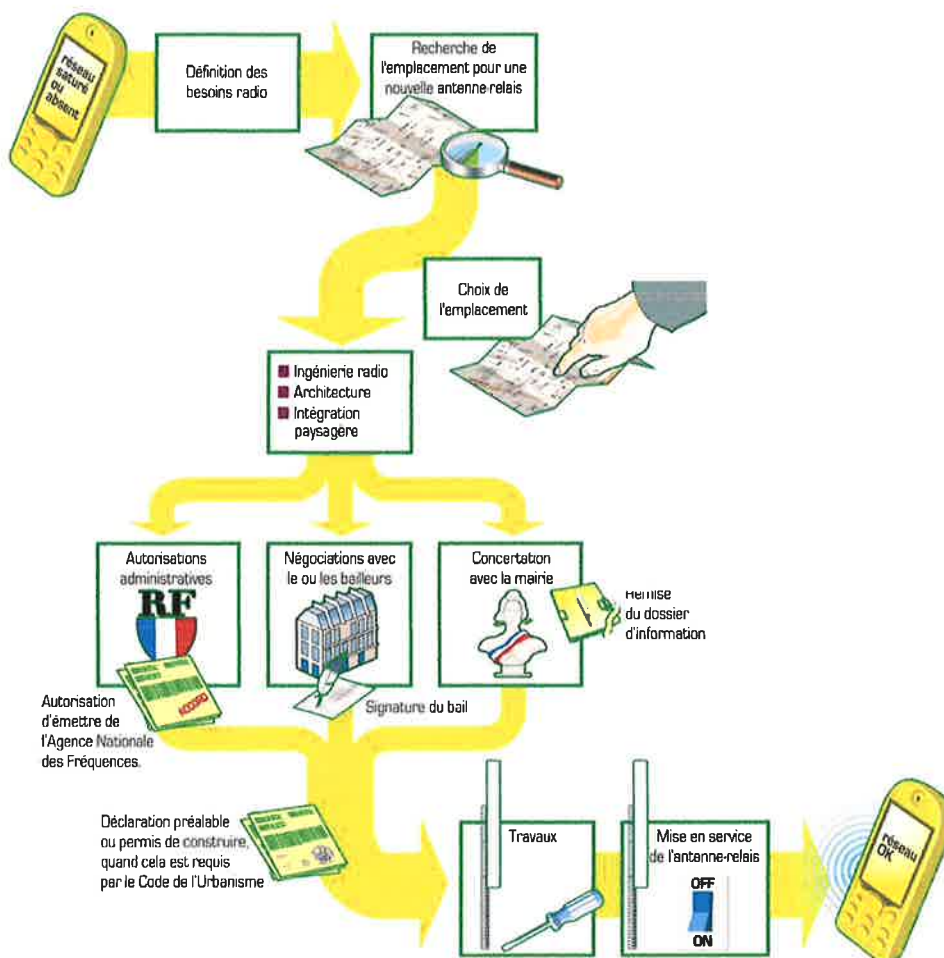 réseau
saturé
ou
absent
Définition des
besoins radio
Recherche de
l'emplacement pour une
nouvelle antenne-relais
Choix de
l'emplacement
Ingénierie radio
Architecture
Intégration
paysagère
Autorisations
administratives
RF
Négociations avec
le ou les bailleurs
Concertation
avec la mairie
Remise
du dossier
d'information
ACCORD
Autorisation
d'émettre de
l'Agence Nationale
des Fréquences.
Signature du bail
Déclaration préalable
ou permis de construire,
quand cela est requis
par le Code de l'Urbanisme
Travaux
Mise en service
de l'antenne-relais
OFF
ON
réseau
OK